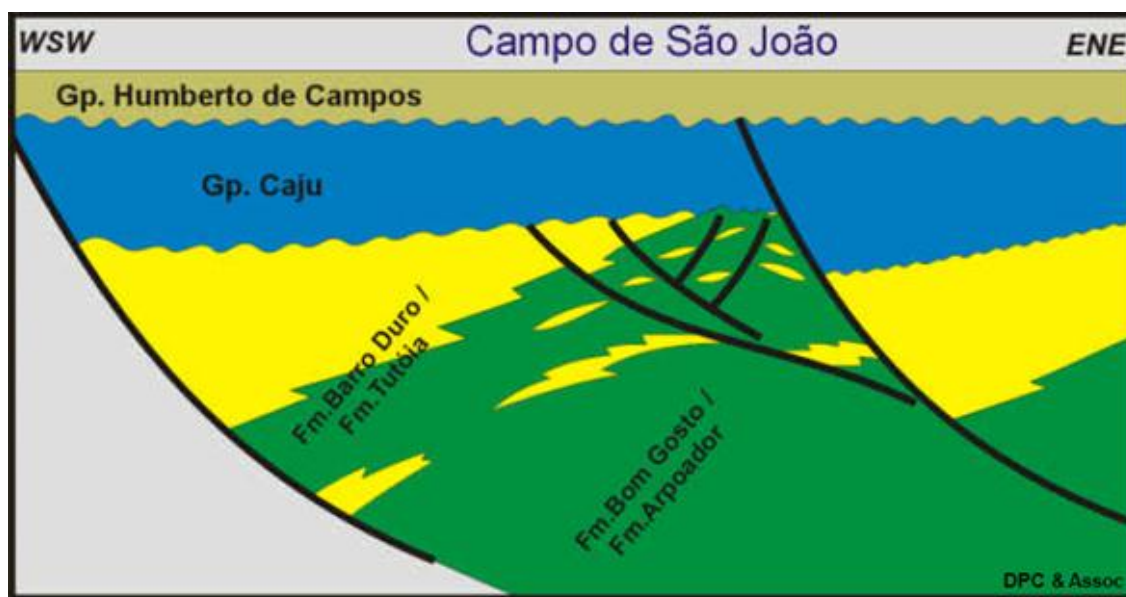 WSW
Campo de São João
ENE
Gp. Humberto de Campos
Gp. Caju
Fm.Barro Duro /
Fm.Tutóia
Fm.Bom Gosto /
Fm.Arpoador
DPC & Assoc